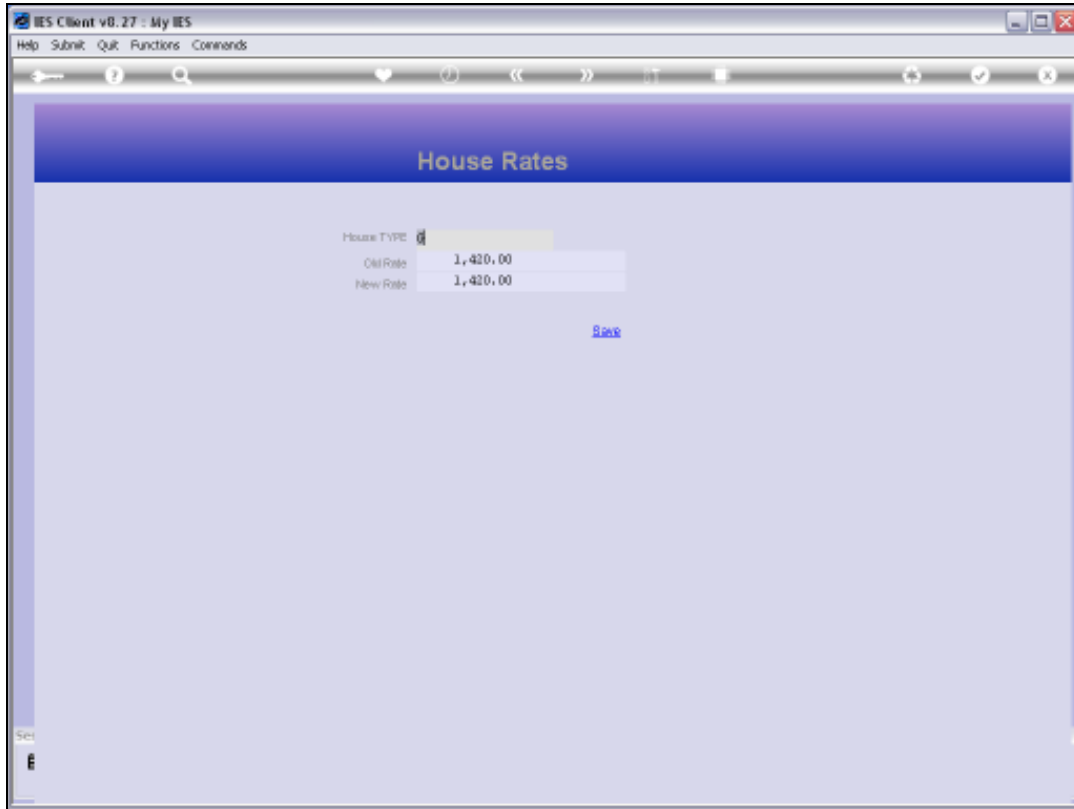 IES Client v8.27 : My IES
Help Submit Quit Functions Commands
House Rates
House TYPE
Old Rate 1,420.00
New Rate 1,420.00
Save